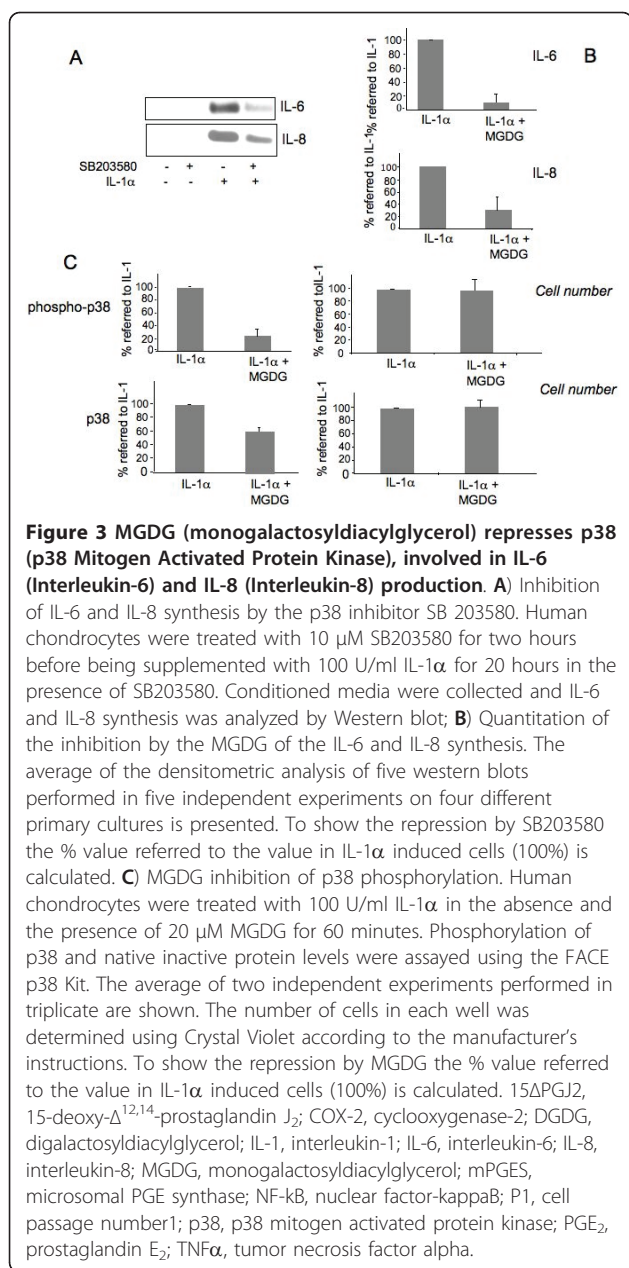 A
IL-6
IL-8
SB203580 - + - +
IL-1α - - + +
B
% referred to IL-1
100
80
60
40
20
0
IL-6
IL-1α IL-1α +
MGDG
% referred to IL-1
100
80
60
40
20
0
IL-8
IL-1α IL-1α +
MGDG
C
phospho-p38
% referred to IL-1
100
80
60
40
20
0
IL-1α IL-1α +
MGDG
% referred toIL-1
100
80
60
40
20
0
Cell number
IL-1α IL-1α +
MGDG
p38
% referred to IL-1
100
80
60
40
20
0
IL-1α IL-1α +
MGDG
% referred to IL-1
100
80
60
40
20
0
Cell number
IL-1α IL-1α +
MGDG
Figure 3 MGDG (monogalactosyldiacylglycerol) represses p38
(p38 Mitogen Activated Protein Kinase), involved in IL-6
(Interleukin-6) and IL-8 (Interleukin-8) production. A) Inhibition
of IL-6 and IL-8 synthesis by the p38 inhibitor SB 203580. Human
chondrocytes were treated with 10 μM SB203580 for two hours
before being supplemented with 100 U/ml IL-1α for 20 hours in the
presence of SB203580. Conditioned media were collected and IL-6
and IL-8 synthesis was analyzed by Western blot; B) Quantitation of
the inhibition by the MGDG of the IL-6 and IL-8 synthesis. The
average of the densitometric analysis of five western blots
performed in five independent experiments on four different
primary cultures is presented. To show the repression by SB203580
the % value referred to the value in IL-1α induced cells (100%) is
calculated. C) MGDG inhibition of p38 phosphorylation. Human
chondrocytes were treated with 100 U/ml IL-1α in the absence and
the presence of 20 μM MGDG for 60 minutes. Phosphorylation of
p38 and native inactive protein levels were assayed using the FACE
p38 Kit. The average of two independent experiments performed in
triplicate are shown. The number of cells in each well was
determined using Crystal Violet according to the manufacturer's
instructions. To show the repression by MGDG the % value referred
to the value in IL-1α induced cells (100%) is calculated. 15ΔPGJ2,
15-deoxy-Δ12,14-prostaglandin J2; COX-2, cyclooxygenase-2; DGDG,
digalactosyldiacylglycerol; IL-1, interleukin-1; IL-6, interleukin-6; IL-8,
interleukin-8; MGDG, monogalactosyldiacylglycerol; mPGES,
microsomal PGE synthase; NF-kB, nuclear factor-kappaB; P1, cell
passage number1; p38, p38 mitogen activated protein kinase; PGE2,
prostaglandin E2; TNFα, tumor necrosis factor alpha.